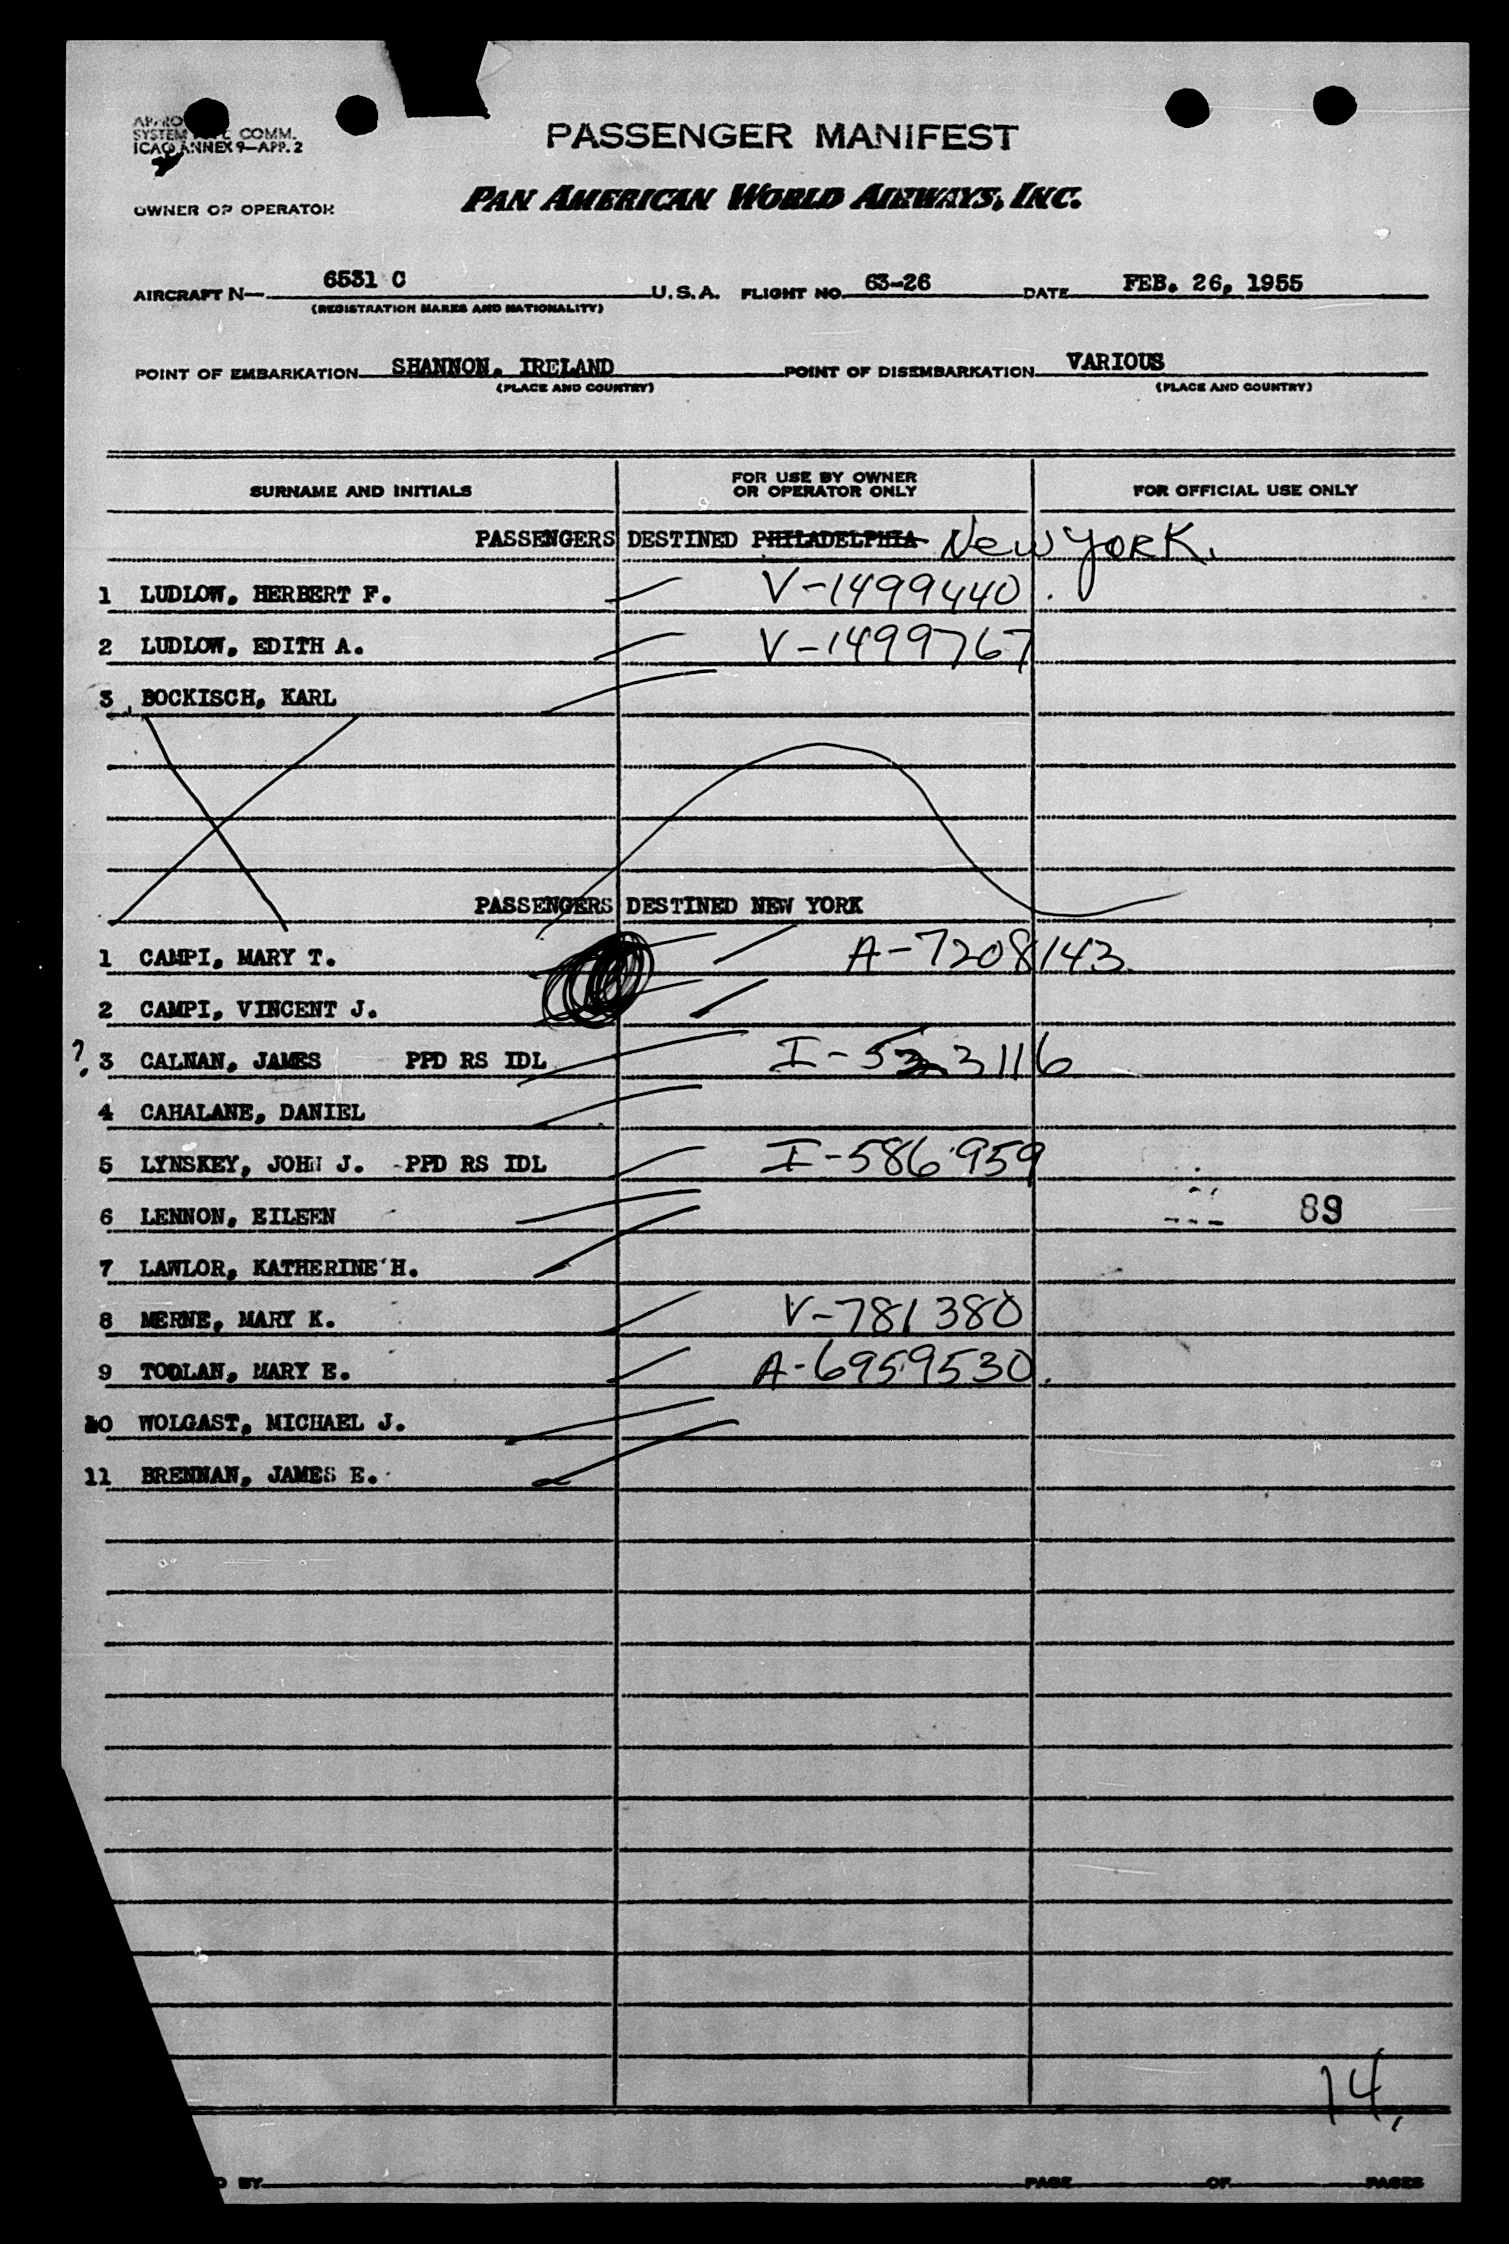 SYSTEM COMM.
ICAO ANNEX 9—APP. 2
PASSENGER MANIFEST
OWNER OR OPERATOR
PAN AMERICAN WORLD AIRWAYS, INC.
AIRCRAFT N— 6531 C U.S.A. FLIGHT NO. 63-26 DATE FEB. 26, 1955
(REGISTRATION MARKS AND NATIONALITY)
POINT OF EMBARKATION SHANNON, IRELAND POINT OF DISEMBARKATION VARIOUS
(PLACE AND COUNTRY) (PLACE AND COUNTRY)
SURNAME AND INITIALS FOR USE BY OWNER OR OPERATOR ONLY FOR OFFICIAL USE ONLY
PASSENGERS DESTINED PHILADELPHIA New York.
1 LUDLOW, HERBERT F. V-1499440
2 LUDLOW, EDITH A. V-1499767
3 BOCKISCH, KARL
PASSENGERS DESTINED NEW YORK
1 CAMPI, MARY T. A-7208143
2 CAMPI, VINCENT J.
? 3 CALNAN, JAMES PPD RS IDL I-523116
4 CAHALANE, DANIEL
5 LYNSKEY, JOHN J. -PPD RS IDL I-586959
6 LENNON, EILEEN 89
7 LAWLOR, KATHERINE H.
8 MERNE, MARY K. V-781380
9 TOOLAN, MARY E. A-6959530
10 WOLGAST, MICHAEL J.
11 BRENNAN, JAMES E.
14
BY PAGE OF PAGES